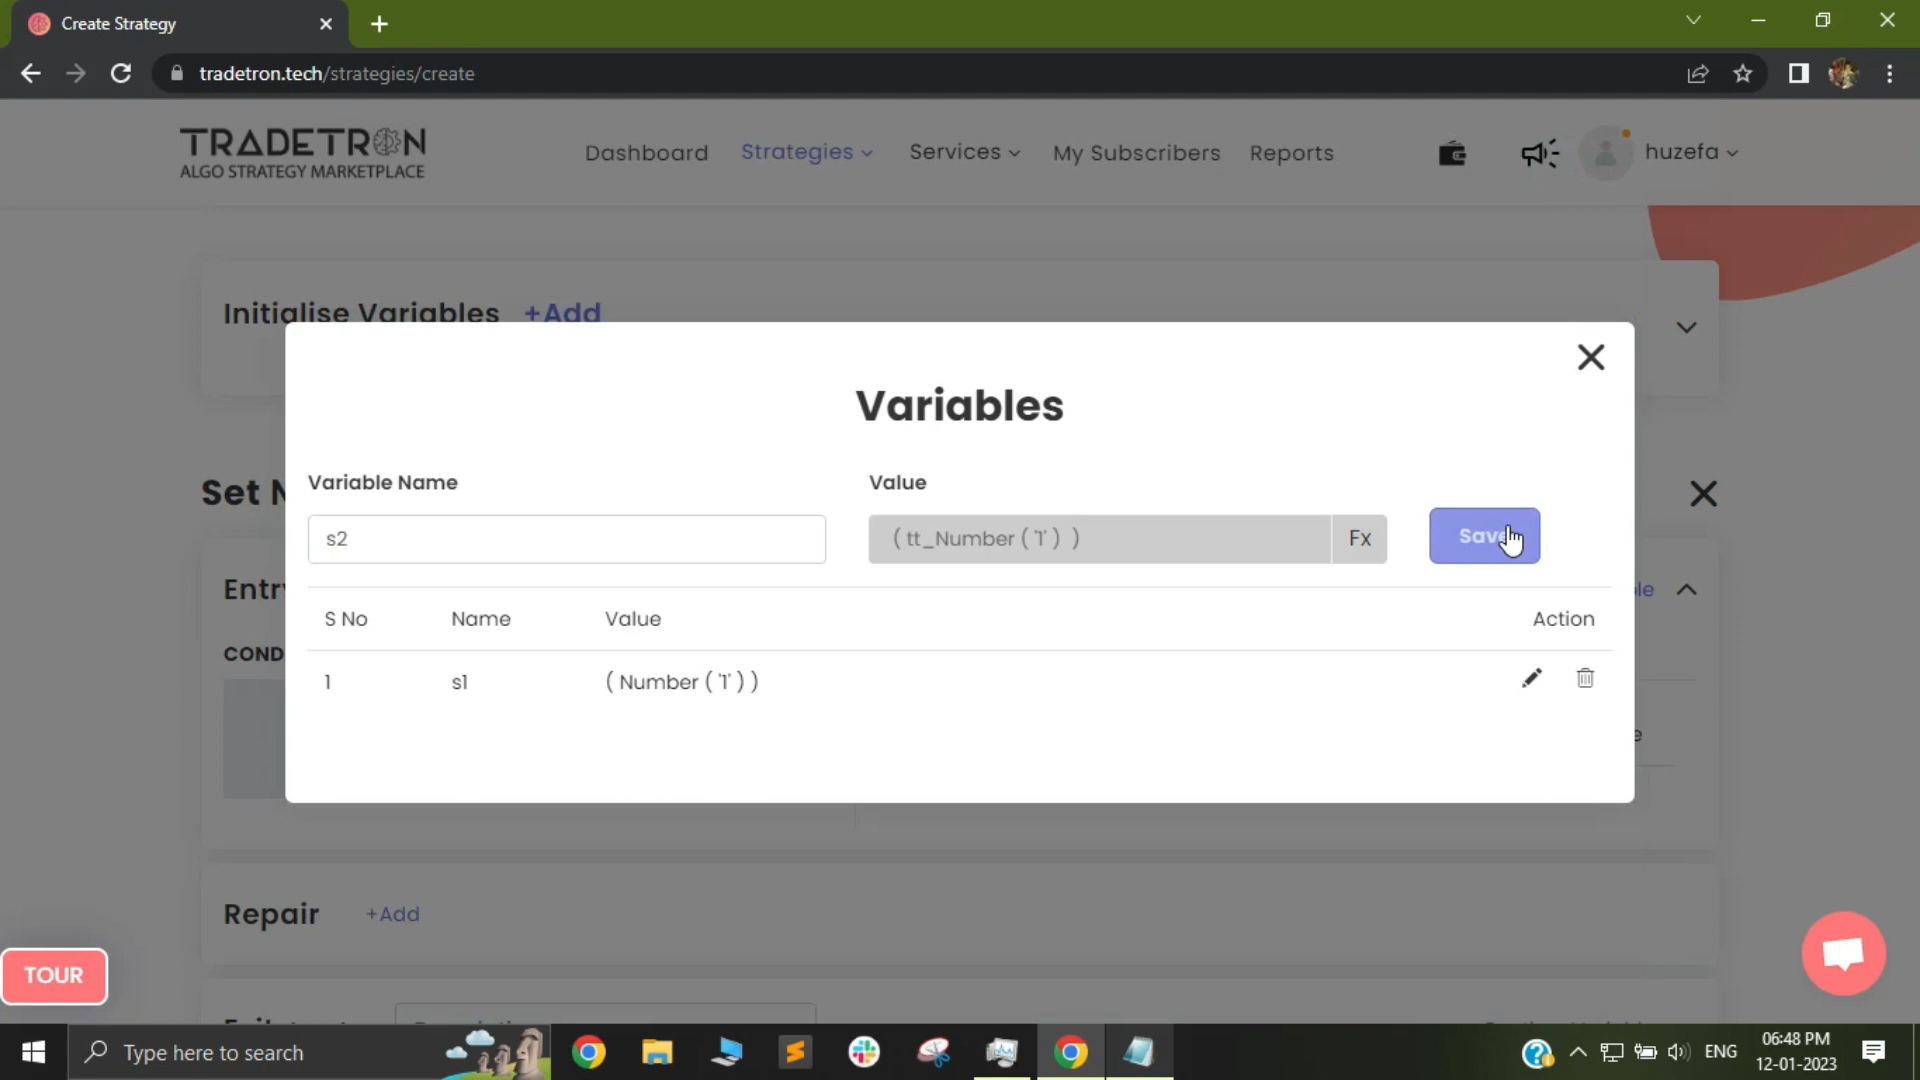 Create Strategy
tradetron.tech/strategies/create
TRADETRON
ALGO STRATEGY MARKETPLACE
Dashboard Strategies Services My Subscribers Reports huzefa
Initialise Variables +Add
Variables
Set
Variable Name Value
s2 ( tt_Number ( '1' ) ) Fx Save
S No Name Value Action
1 s1 ( Number ( '1' ) )
Repair +Add
TOUR
Type here to search
ENG
06:48 PM
12-01-2023